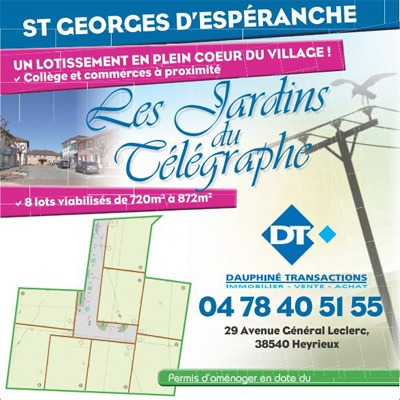 ST GEORGES D'ESPÉRANCHE
UN LOTISSEMENT EN PLEIN COEUR DU VILLAGE !
✓ Collège et commerces à proximité
Les Jardins
du
Télégraphe
✓ 8 lots viabilisés de 720m² à 872m²
DT
DAUPHINÉ TRANSACTIONS
IMMOBILIER - VENTE - ACHAT
04 78 40 51 55
29 Avenue Général Leclerc,
38540 Heyrieux
Permis d'aménager en date du